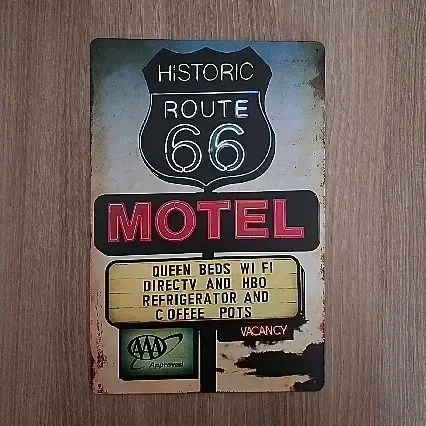 HiSTORIC
ROUTE
66
MOTEL
QUEEN BEDS WI FI
DIRECTV AND HBO
REFRIGERATOR AND
COFFEE POTS
VACANCY
AAA
Approved